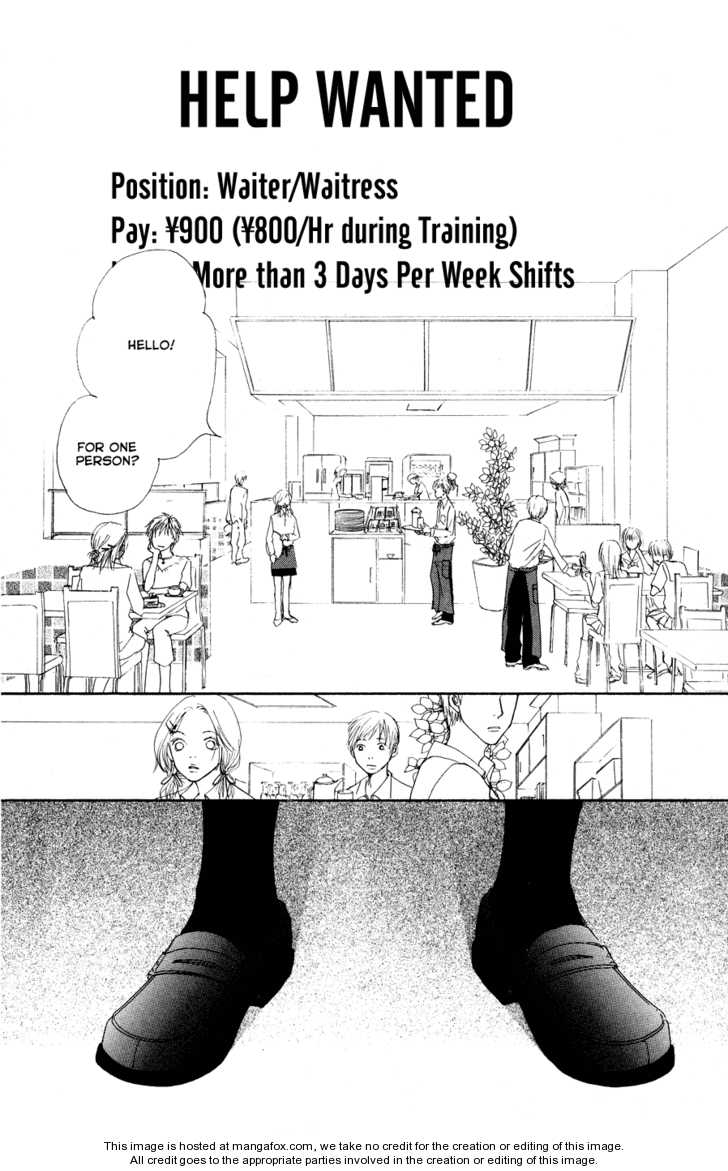 HELP WANTED
Position: Waiter/Waitress
Pay: ¥900 (¥800/Hr during Training)
More than 3 Days Per Week Shifts
HELLO!
FOR ONE
PERSON?
This image is hosted at mangafox.com, we take no credit for the creation or editing of this image.
All credit goes to the appropriate parties involved in the creation or editing of this image.